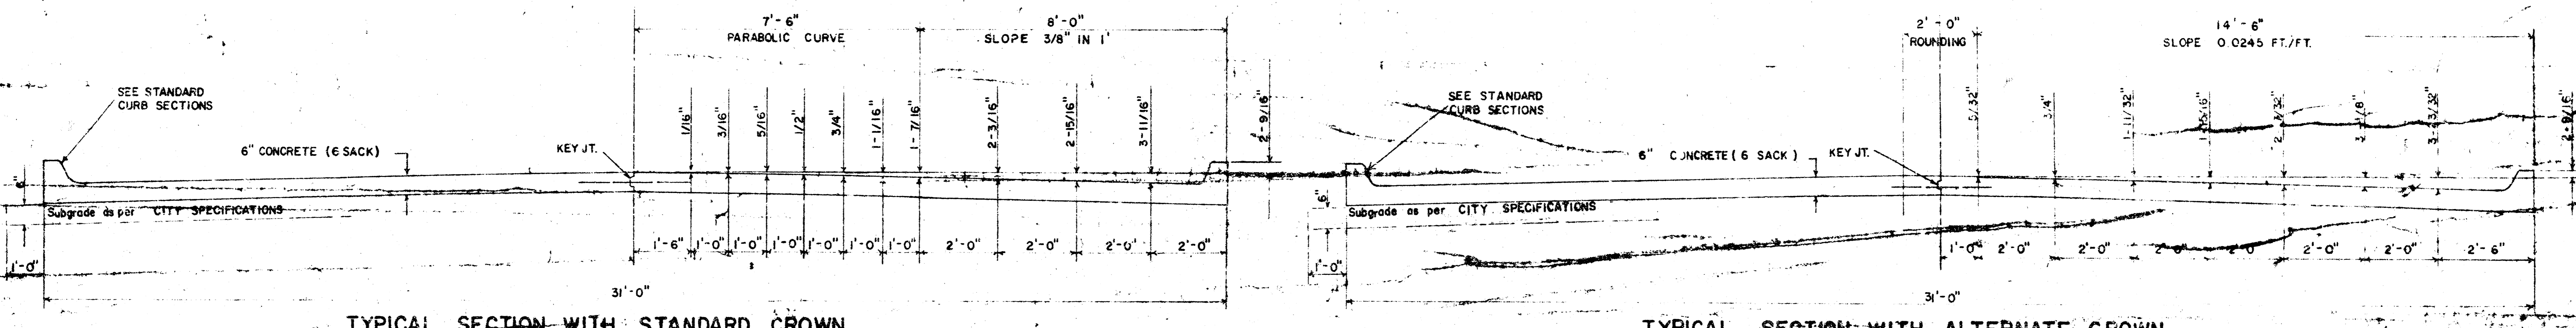 7'-6"
PARABOLIC CURVE
8'-0"
SLOPE 3/8" IN 1'
SEE STANDARD
CURB SECTIONS
6" CONCRETE (6 SACK)
KEY JT.
1/16"
3/16"
5/16"
1/2"
3/4"
1-1/16"
1-7/16"
2-3/16"
2-15/16"
3-11/16"
2-9/16"
6"
Subgrade as per CITY SPECIFICATIONS
1'-0"
1'-6"
1'-0"
1'-0"
1'-0"
1'-0"
1'-0"
1'-0"
2'-0"
2'-0"
2'-0"
2'-0"
31'-0"
TYPICAL SECTION WITH STANDARD CROWN
2'-0"
ROUNDING
14'-6"
SLOPE 0.0245 FT./FT.
SEE STANDARD
CURB SECTIONS
6" CONCRETE (6 SACK)
KEY JT.
5/32"
3/4"
1-11/32"
2-9/16"
6"
Subgrade as per CITY SPECIFICATIONS
1'-0"
1'-0"
2'-0"
2'-0"
2'-0"
2'-0"
2'-0"
2'-0"
2'-6"
31'-0"
TYPICAL SECTION WITH ALTERNATE CROWN